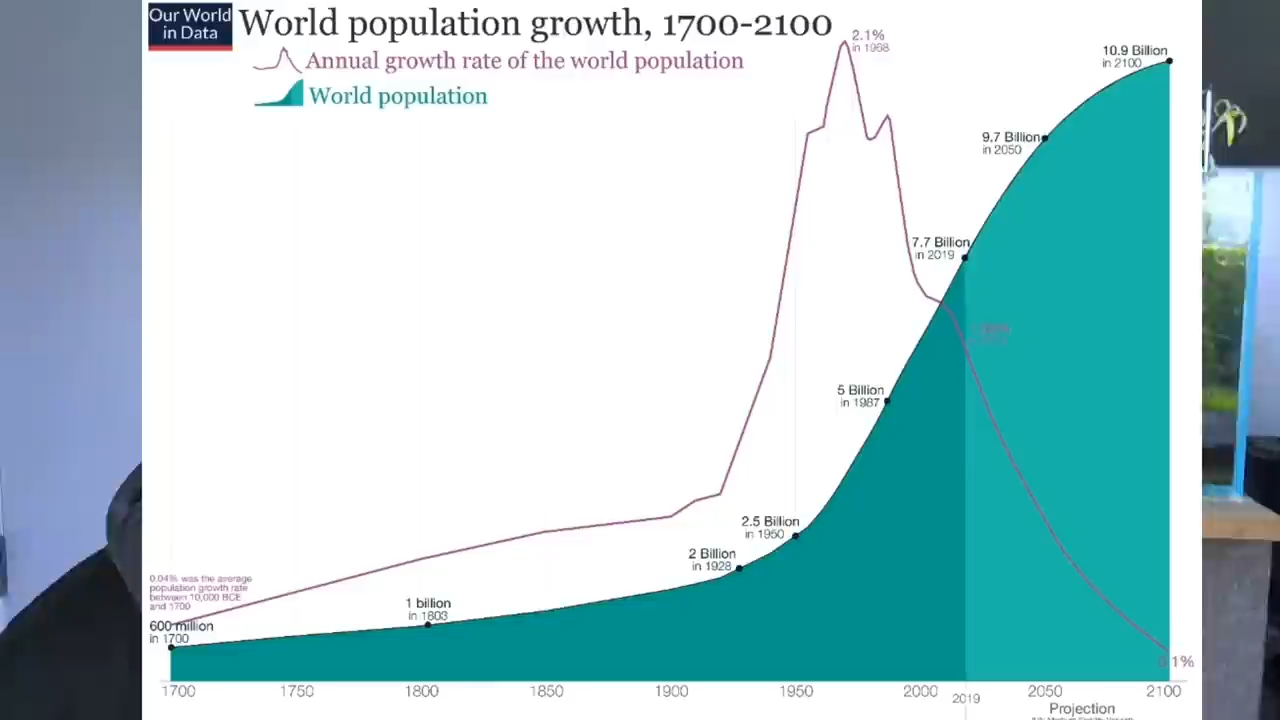 Our World
in Data
World population growth, 1700-2100
Annual growth rate of the world population
World population
2.1%
in 1968
10.9 Billion
in 2100
9.7 Billion
in 2050
7.7 Billion
in 2019
5 Billion
in 1987
2.5 Billion
in 1950
2 Billion
in 1928
1 billion
in 1803
0.04% was the average
population growth rate
between 10,000 BCE
and 1700
600 million
in 1700
0.1%
1700
1750
1800
1850
1900
1950
2000
2019
2050
2100
Projection